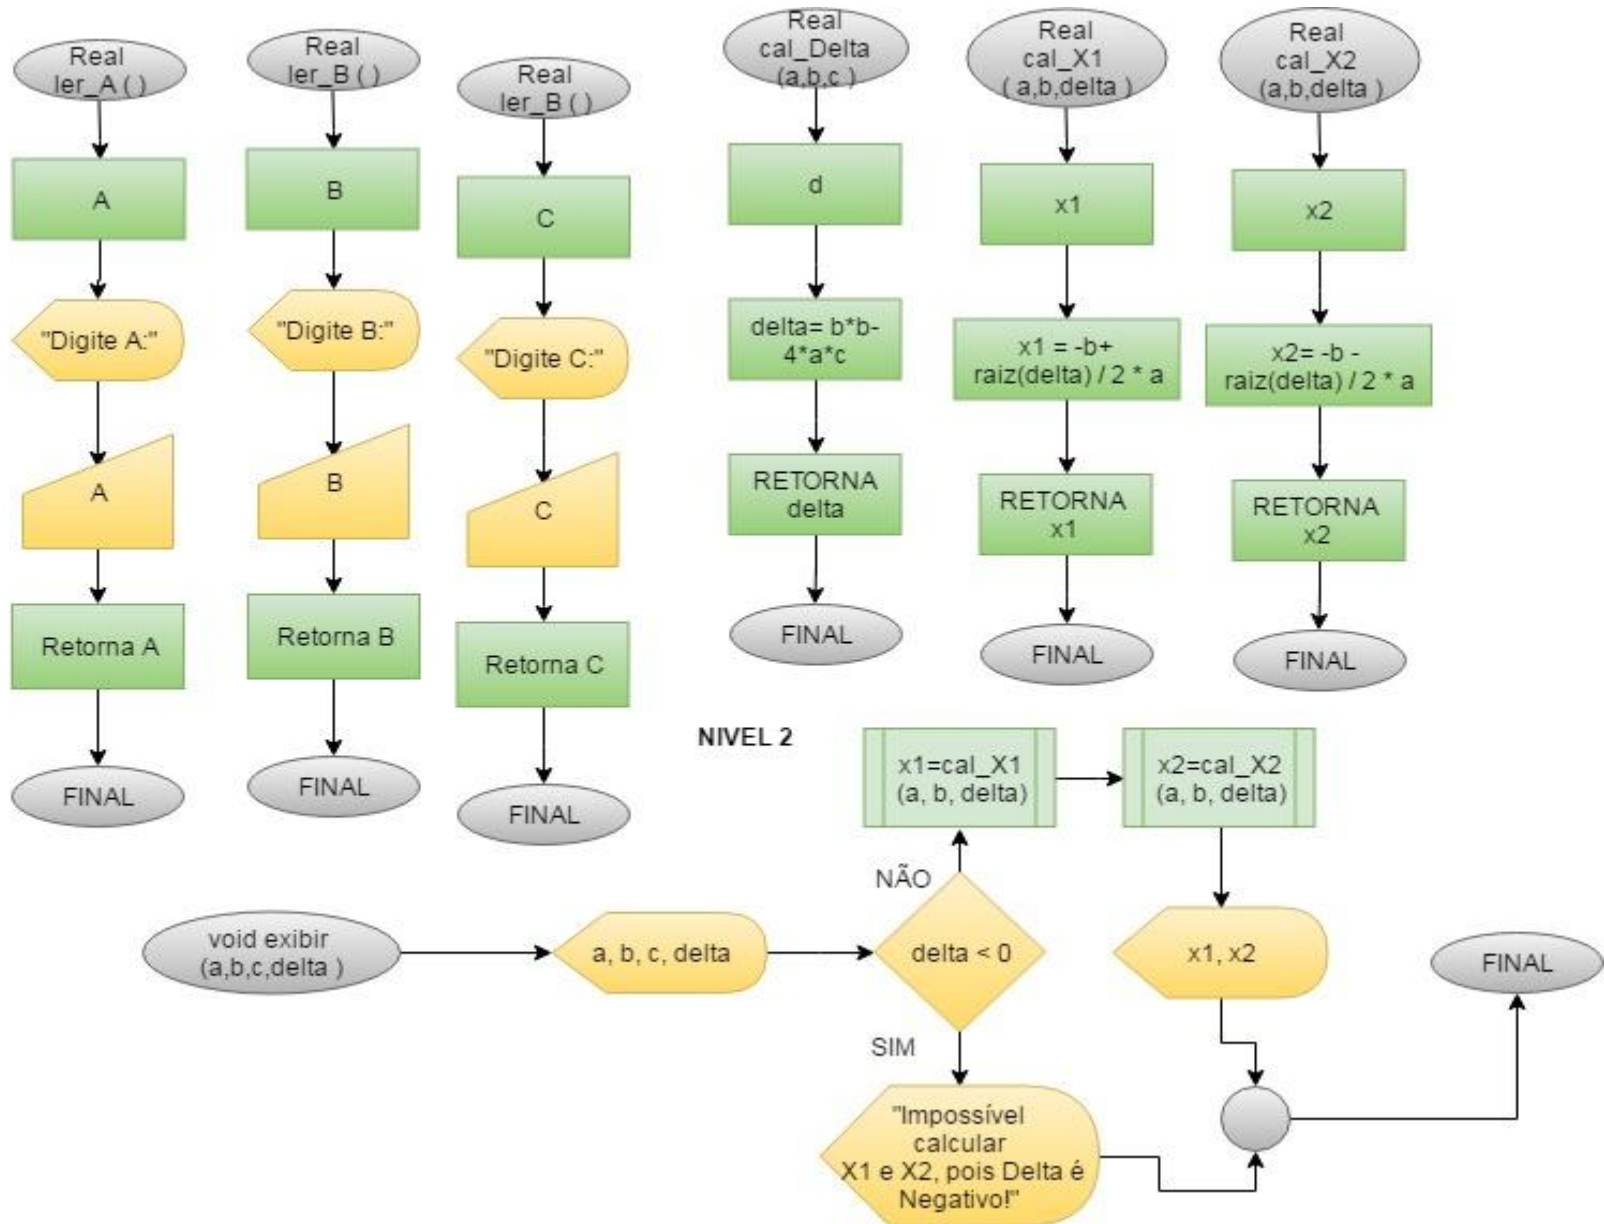 Real
ler_A ( )
A
"Digite A:"
A
Retorna A
FINAL
Real
ler_B ( )
B
"Digite B:"
B
Retorna B
FINAL
Real
ler_B ( )
C
"Digite C:"
C
Retorna C
FINAL
Real
cal_Delta
(a,b,c )
d
delta= b*b-
4*a*c
RETORNA
delta
FINAL
Real
cal_X1
( a,b,delta )
x1
x1 = -b+
raiz(delta) / 2 * a
RETORNA
x1
FINAL
Real
cal_X2
(a,b,delta )
x2
x2= -b -
raiz(delta) / 2 * a
RETORNA
x2
FINAL
NIVEL 2
void exibir
(a,b,c,delta )
a, b, c, delta
delta < 0
NÃO
x1=cal_X1
(a, b, delta)
x2=cal_X2
(a, b, delta)
x1, x2
SIM
"Impossível
calcular
X1 e X2, pois Delta é
Negativo!"
FINAL